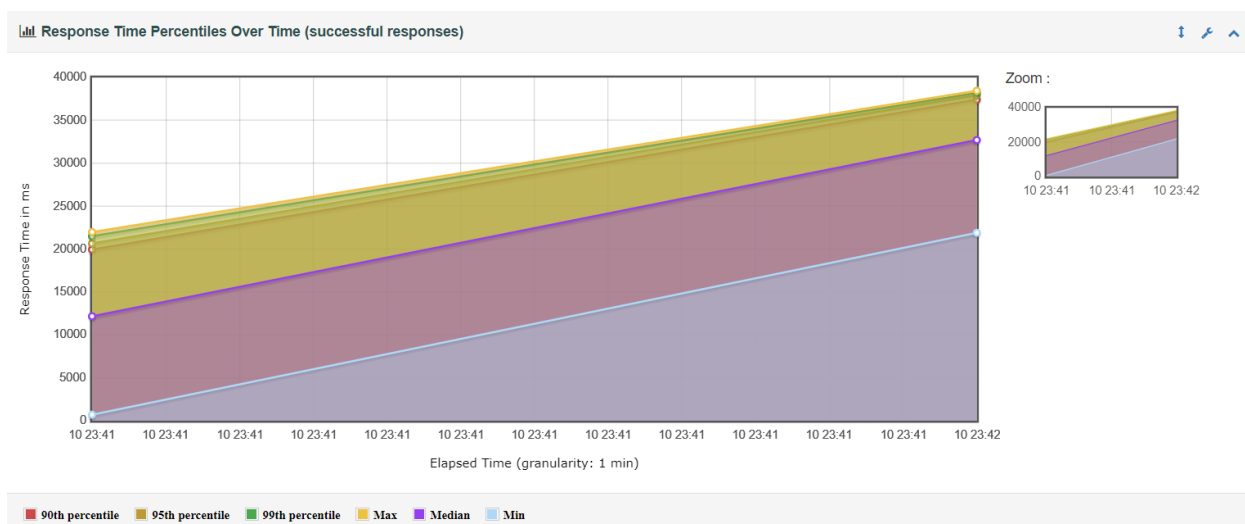 Response Time Percentiles Over Time (successful responses)
Zoom :
40000
35000
30000
25000
20000
15000
10000
5000
0
Response Time in ms
10 23:41 10 23:41 10 23:41 10 23:41 10 23:41 10 23:41 10 23:41 10 23:41 10 23:41 10 23:41 10 23:41 10 23:41 10 23:42
Elapsed Time (granularity: 1 min)
40000
20000
0
10 23:41 10 23:41 10 23:42
90th percentile 95th percentile 99th percentile Max Median Min